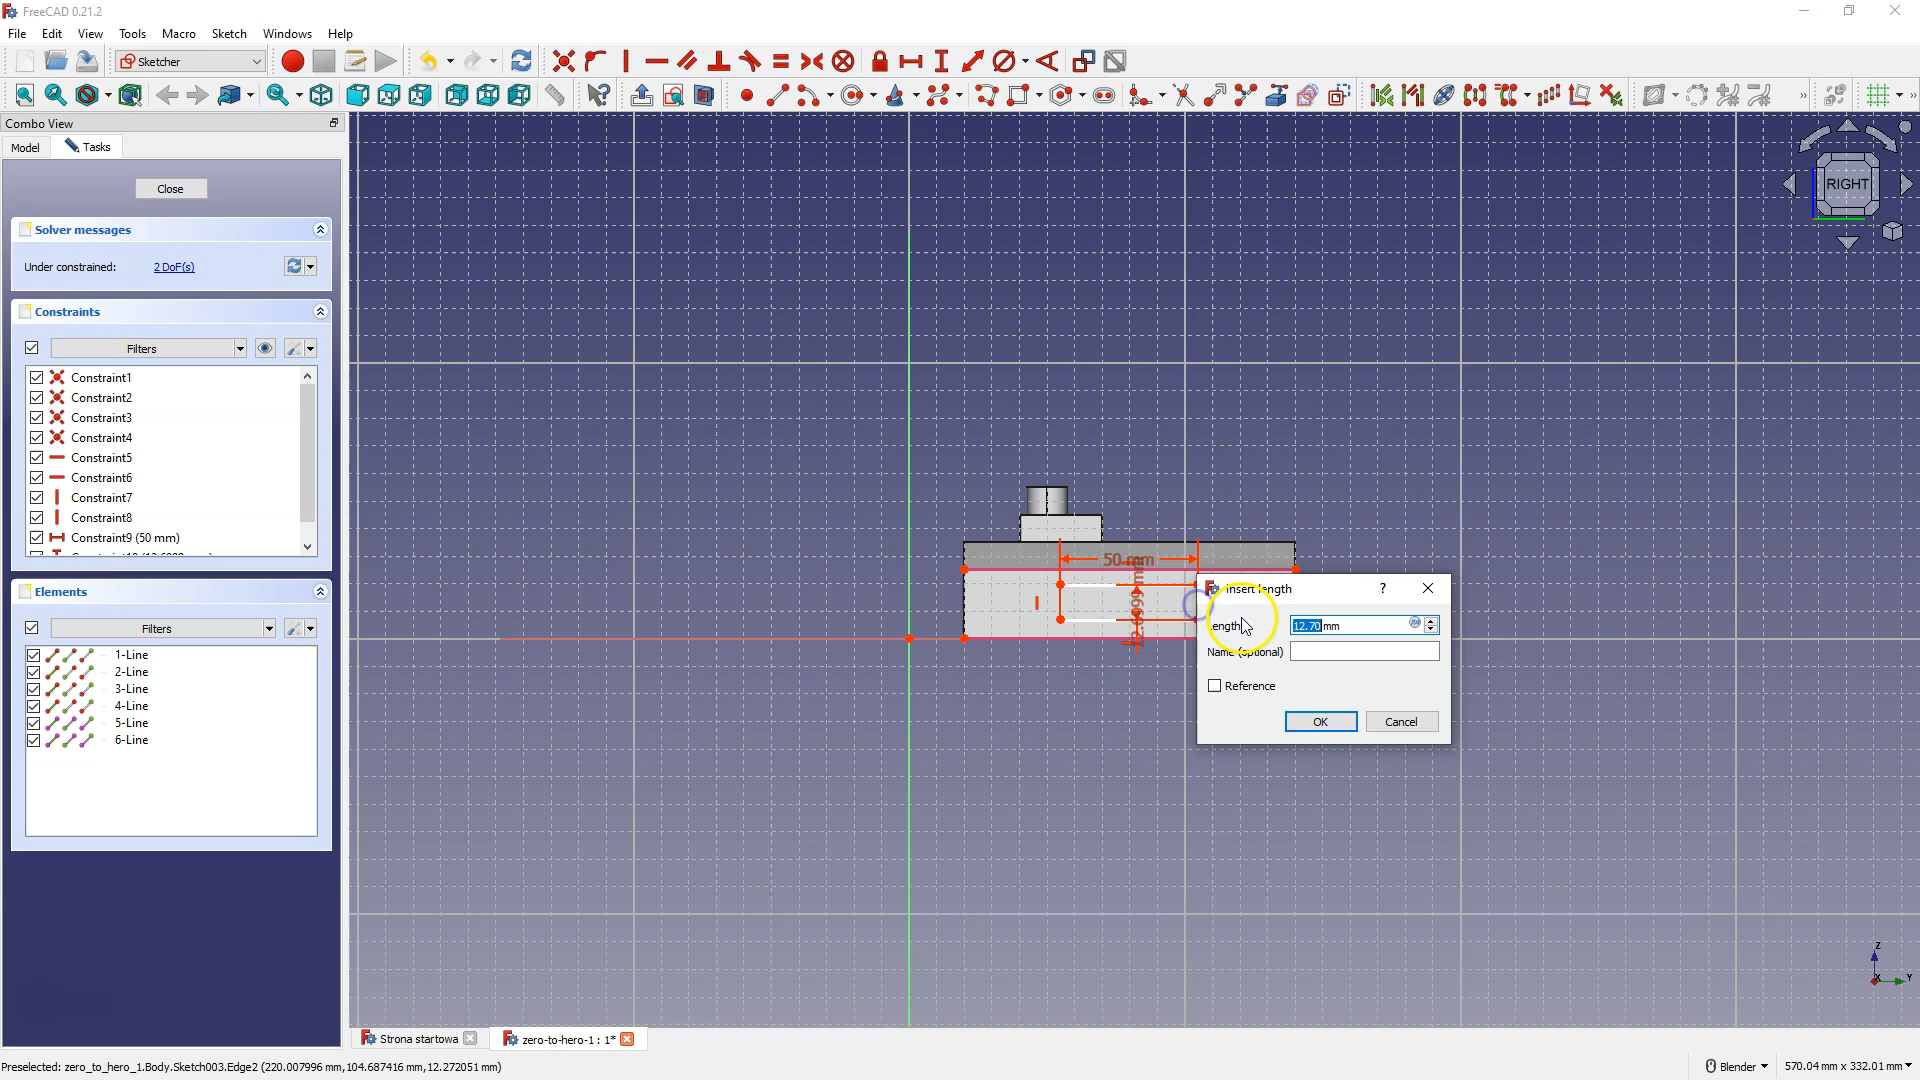 FreeCAD 0.21.2
File Edit View Tools Macro Sketch Windows Help
Sketcher
Combo View
Model Tasks
Close
Solver messages
Under constrained: 2 DoF(s)
Constraints
Filters
Constraint1
Constraint2
Constraint3
Constraint4
Constraint5
Constraint6
Constraint7
Constraint8
Constraint9 (50 mm)
Elements
Filters
1-Line
2-Line
3-Line
4-Line
5-Line
6-Line
RIGHT
50 mm
Insert length
?
Length:
12.70 mm
Name (optional)
Reference
OK Cancel
Z
Y
X
Strona startowa
zero-to-hero-1 : 1*
Preselected: zero_to_hero_1.Body.Sketch003.Edge2 (220.007996 mm,104.687416 mm,12.272051 mm)
Blender
570.04 mm x 332.01 mm